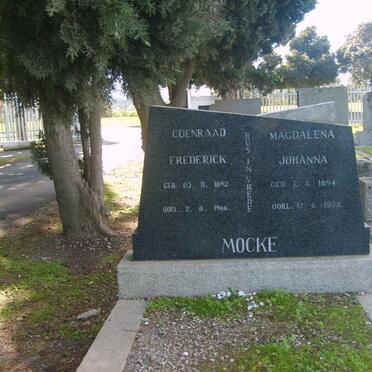 COENRAAD
FREDERICK
GEB. 23. 11. 1892
OORL. 2. 8. 1966.
RUS IN VREDE
MAGDALENA
JOHANNA
GEB. 1. 3. 1894
OORL. 17. 6. 1978.
MOCKE